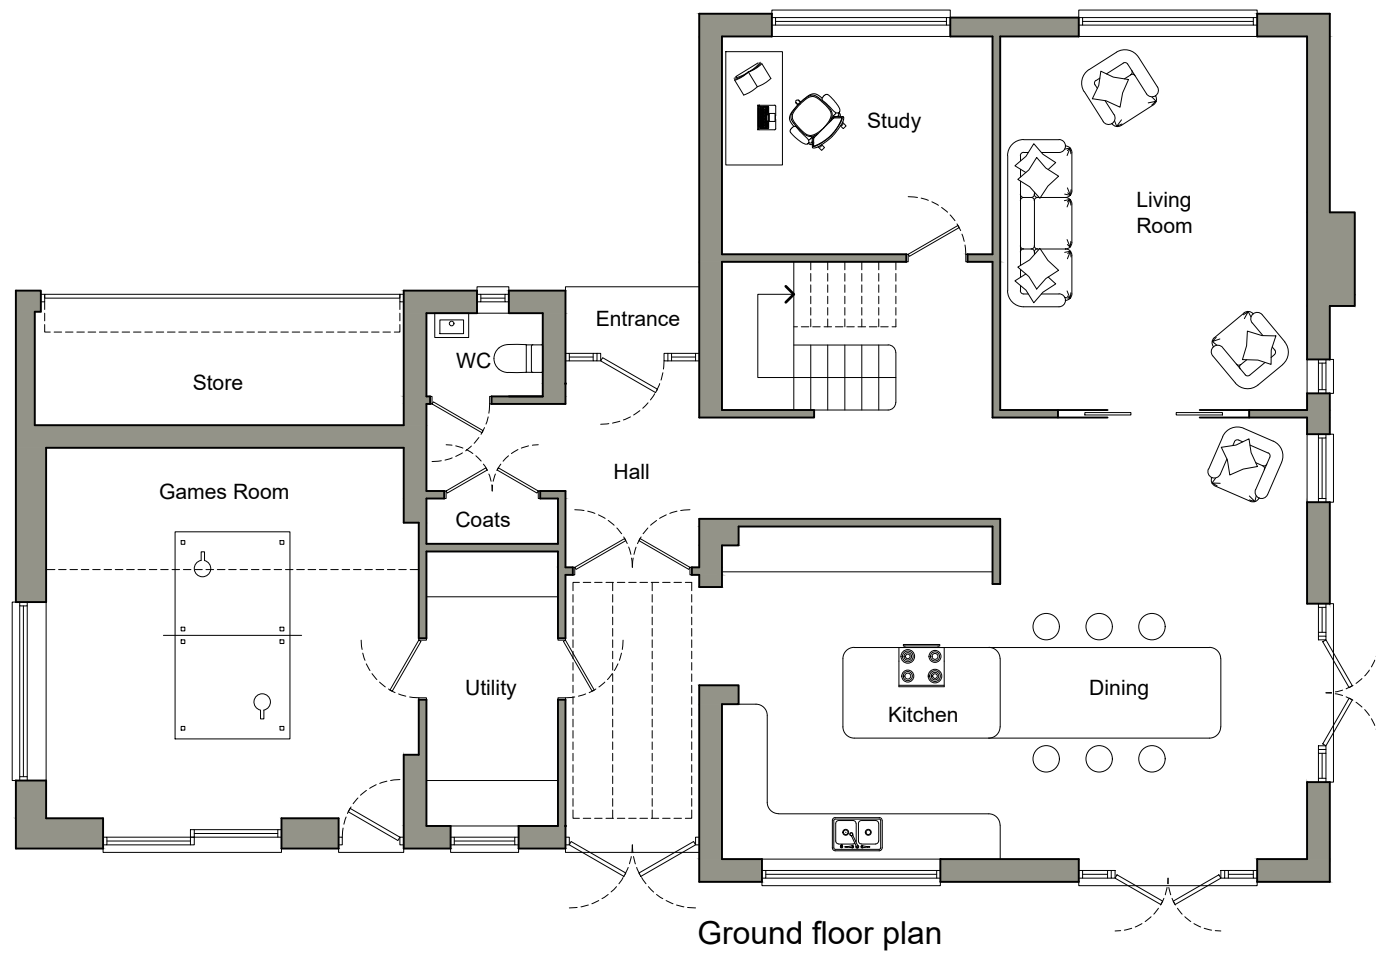 Study
Living
Room
Entrance
WC
Store
Hall
Games Room
Coats
Utility
Dining
Kitchen
Ground floor plan